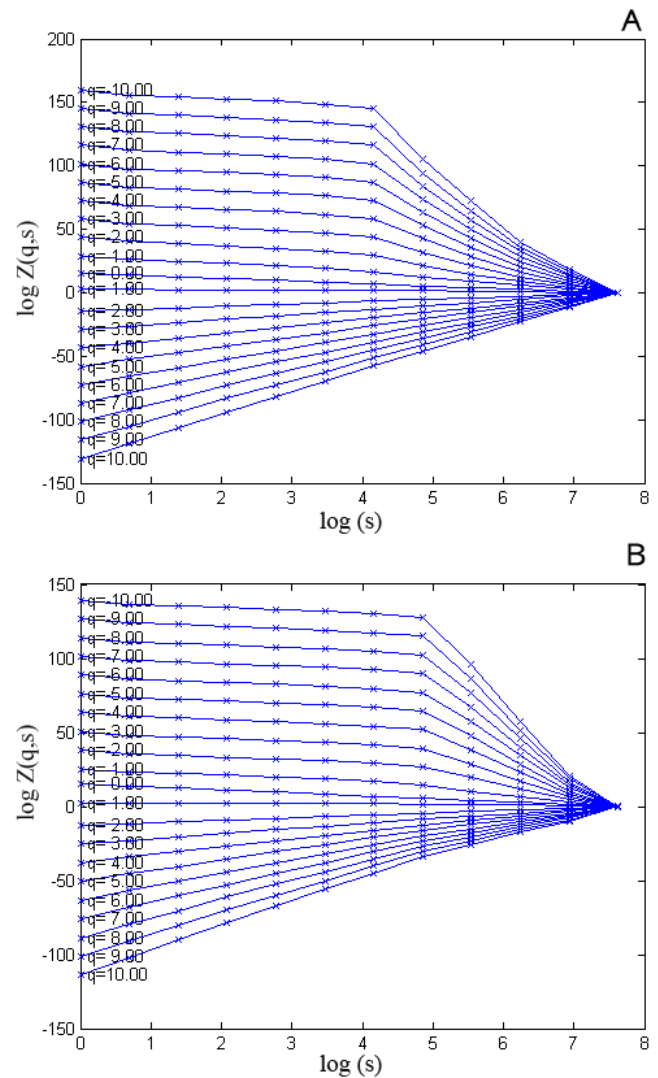 A
200
150
100
50
0
-50
-100
-150
log Z(q,s)
q=-10.00
q=-9.00
q=-8.00
q=-7.00
q=-6.00
q=-5.00
q=-4.00
q=-3.00
q=-2.00
q=-1.00
q= 0.00
q= 1.00
q= 2.00
q= 3.00
q= 4.00
q= 5.00
q= 6.00
q= 7.00
q= 8.00
q= 9.00
q= 10.00
0 1 2 3 4 5 6 7 8
log (s)
B
150
100
50
0
-50
-100
-150
log Z(q,s)
q=-10.00
q=-9.00
q=-8.00
q=-7.00
q=-6.00
q=-5.00
q=-4.00
q=-3.00
q=-2.00
q=-1.00
q= 0.00
q= 1.00
q= 2.00
q= 3.00
q= 4.00
q= 5.00
q= 6.00
q= 7.00
q= 8.00
q= 9.00
q=10.00
0 1 2 3 4 5 6 7 8
log (s)